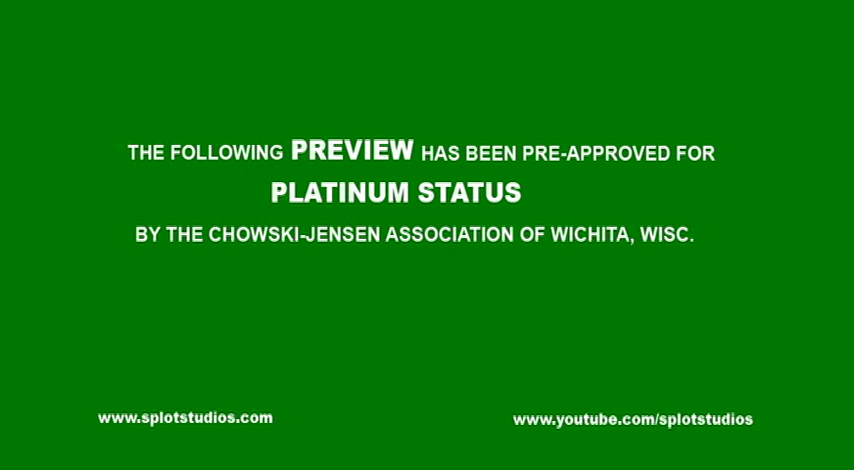 THE FOLLOWING PREVIEW HAS BEEN PRE-APPROVED FOR
PLATINUM STATUS
BY THE CHOWSKI-JENSEN ASSOCIATION OF WICHITA, WISC.
www.splotstudios.com
www.youtube.com/splotstudios